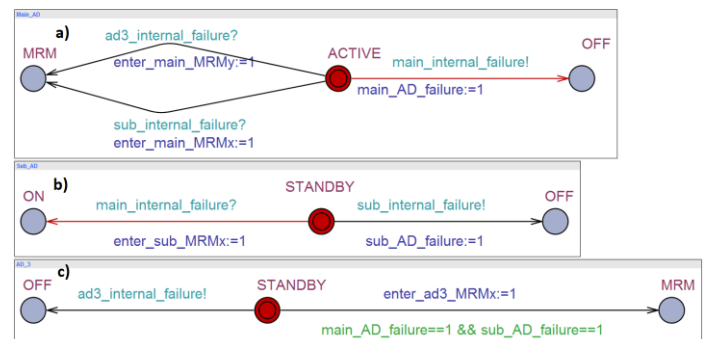 Main_AD
a)
ad3_internal_failure?
MRM
ACTIVE
OFF
enter_main_MRMy:=1
main_internal_failure!
main_AD_failure:=1
sub_internal_failure?
enter_main_MRMx:=1
Sub_AD
b)
STANDBY
ON
main_internal_failure?
sub_internal_failure!
OFF
enter_sub_MRMx:=1
sub_AD_failure:=1
AD_3
c)
OFF
STANDBY
MRM
ad3_internal_failure!
enter_ad3_MRMx:=1
main_AD_failure==1 && sub_AD_failure==1